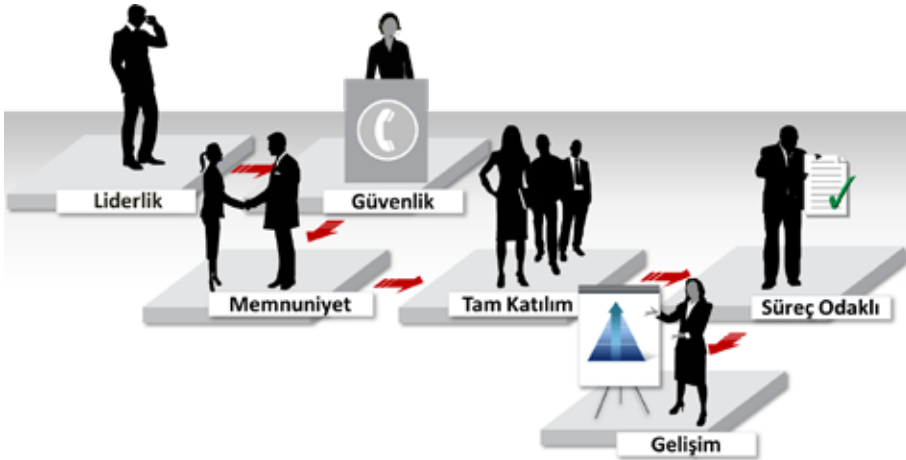 Liderlik
Güvenlik
Memnuniyet
Tam Katılım
Süreç Odaklı
Gelişim